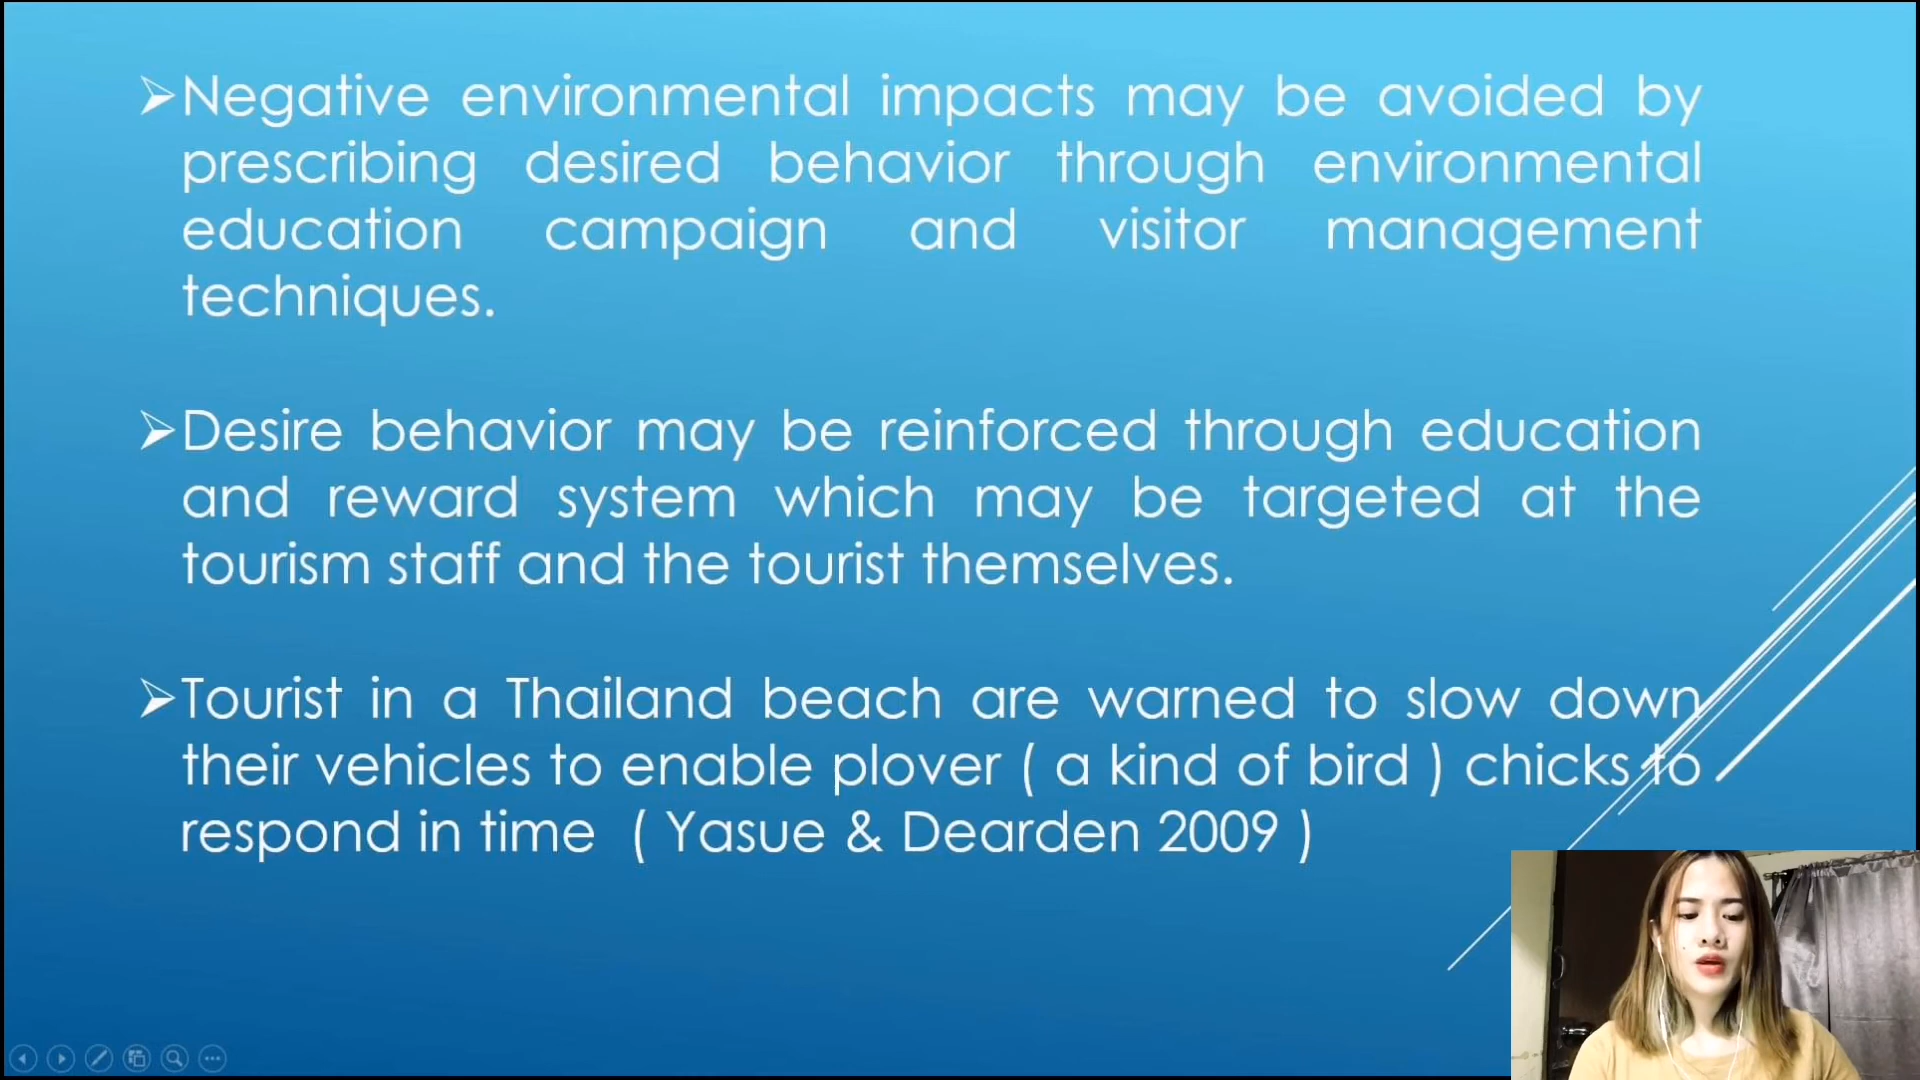 ➢Negative environmental impacts may be avoided by
prescribing desired behavior through environmental
education campaign and visitor management
techniques.
➢Desire behavior may be reinforced through education
and reward system which may be targeted at the
tourism staff and the tourist themselves.
➢Tourist in a Thailand beach are warned to slow down
their vehicles to enable plover ( a kind of bird ) chicks to
respond in time ( Yasue & Dearden 2009 )